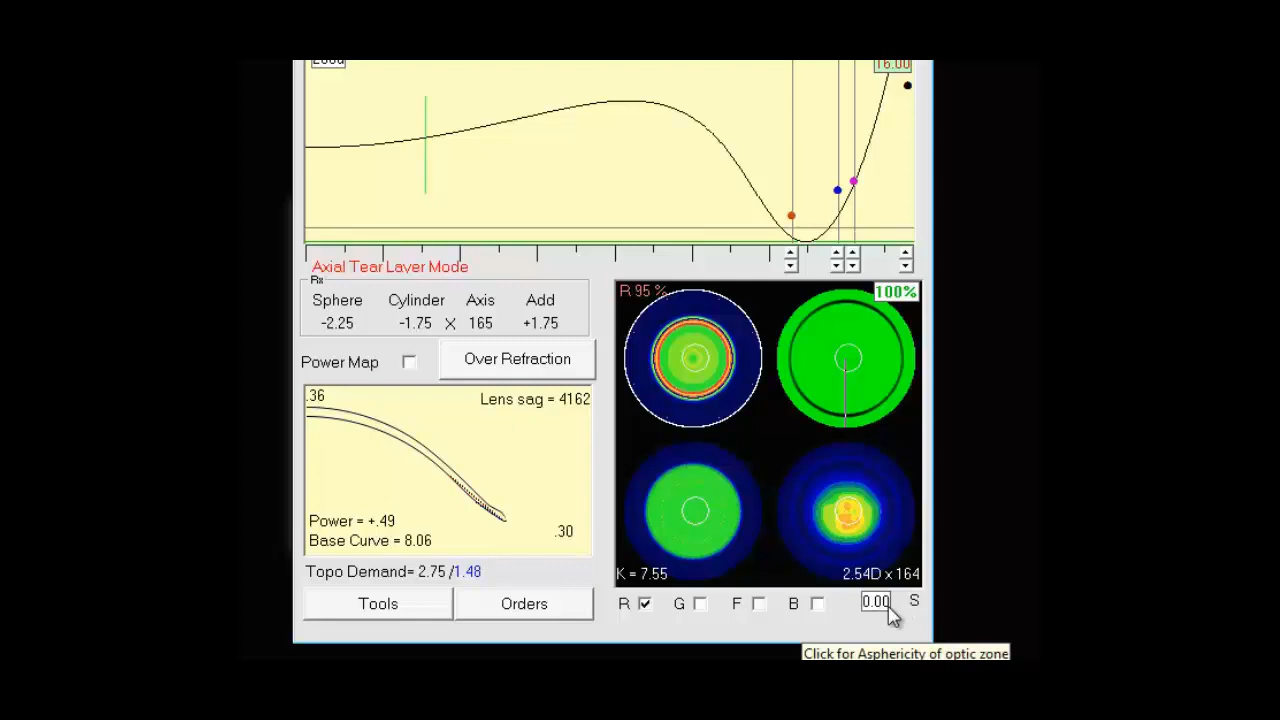 16.00
Axial Tear Layer Mode
Rx
Sphere Cylinder Axis Add
-2.25 -1.75 X 165 +1.75
Power Map Over Refraction
.36 Lens sag = 4162
Power = +.49
Base Curve = 8.06 .30
Topo Demand= 2.75 /1.48
Tools Orders
R 95 % 100%
K = 7.55 2.54D x 164
R G F B 0.00 S
Click for Asphericity of optic zone